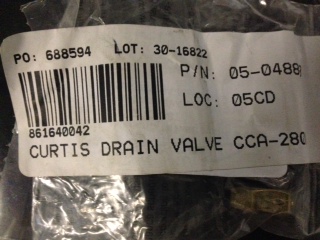 PO: 688594 LOT: 30-16822
P/N: 05-0488
LOC: 05CD
861640042
CURTIS DRAIN VALVE CCA-280